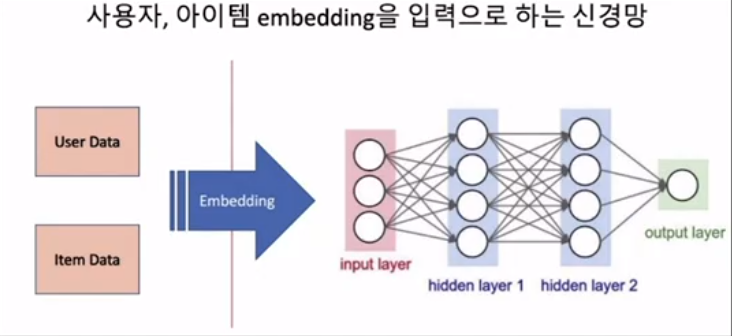 사용자, 아이템 embedding을 입력으로 하는 신경망
User Data
Embedding
Item Data
input layer
hidden layer 1
hidden layer 2
output layer